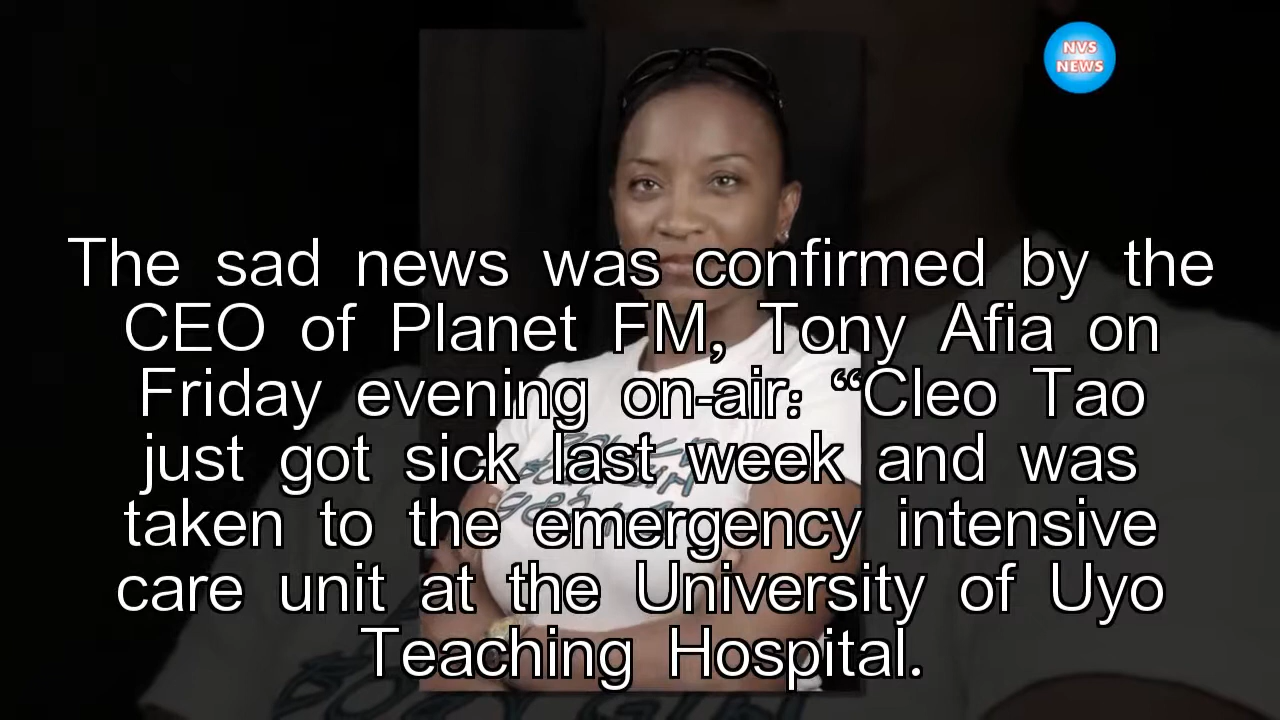 NVS
NEWS
The sad news was confirmed by the
CEO of Planet FM, Tony Afia on
Friday evening on-air: “Cleo Tao
just got sick last week and was
taken to the emergency intensive
care unit at the University of Uyo
Teaching Hospital.